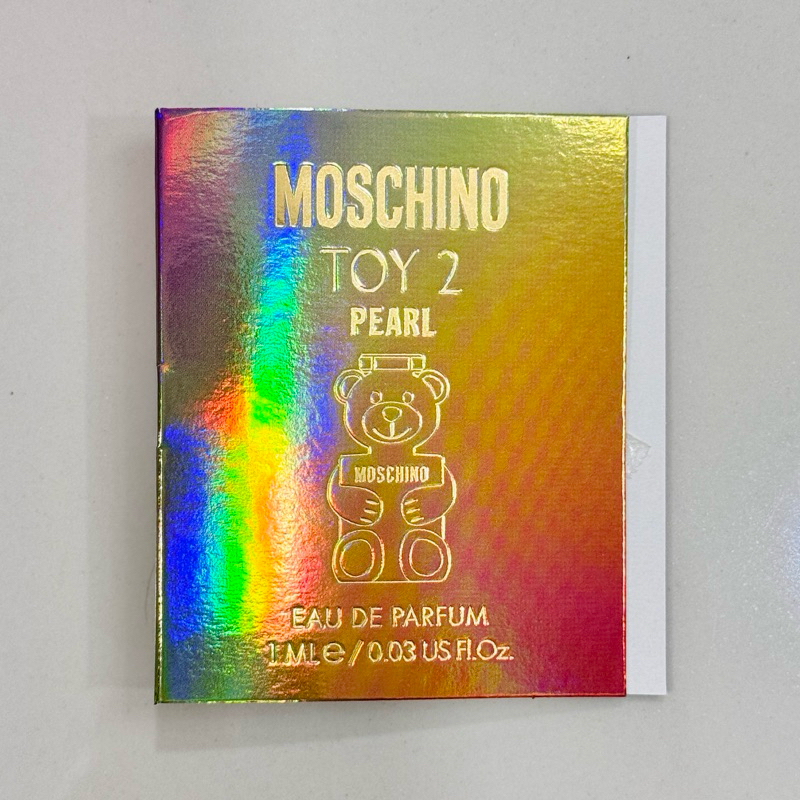 MOSCHINO
TOY 2
PEARL
MOSCHINO
EAU DE PARFUM
1 ML e / 0.03 US Fl.Oz.